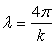 λ = 4π/k